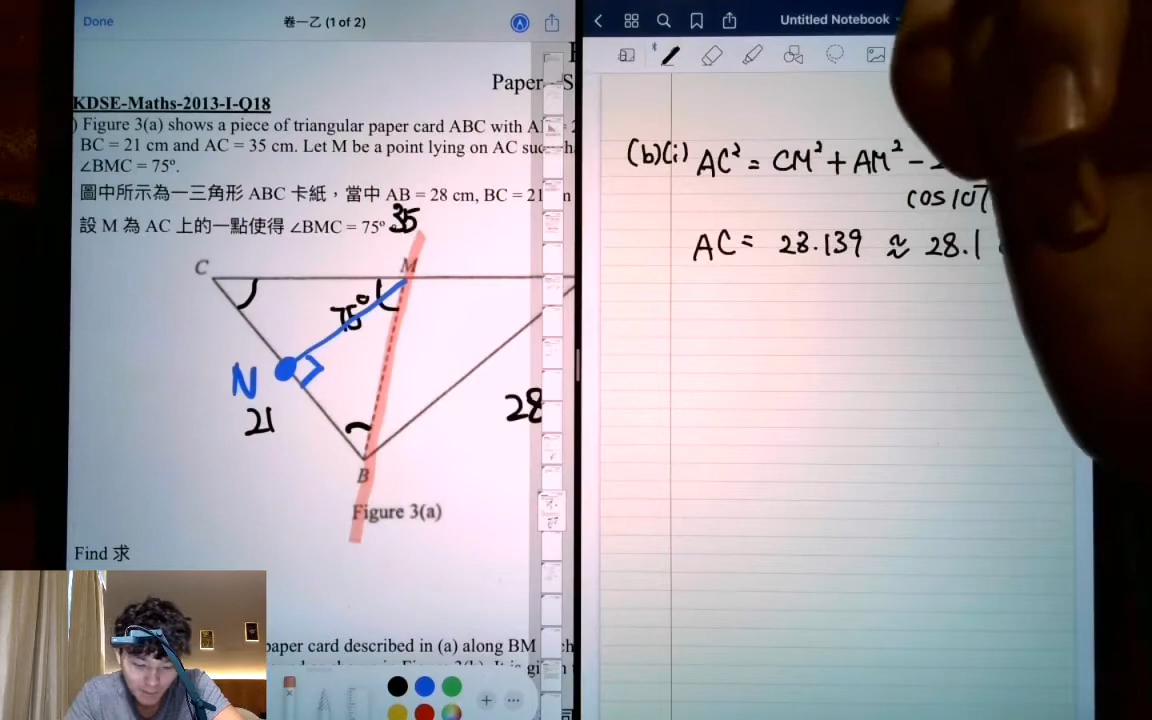 Done
卷一乙 (1 of 2)
Untitled Notebook
Paper
KDSE-Maths-2013-I-Q18
) Figure 3(a) shows a piece of triangular paper card ABC with
BC = 21 cm and AC = 35 cm. Let M be a point lying on AC
∠BMC = 75º.
圖中所示為一三角形 ABC 卡紙，當中 AB = 28 cm, BC = 21
設 M 為 AC 上的一點使得 ∠BMC = 75º
35
C
M
75°
N
21
28
B
Figure 3(a)
Find 求
paper card described in (a) along BM
(b)(i) AC² = CM² + AM² -
cos107
AC = 28.139 ≈ 28.1